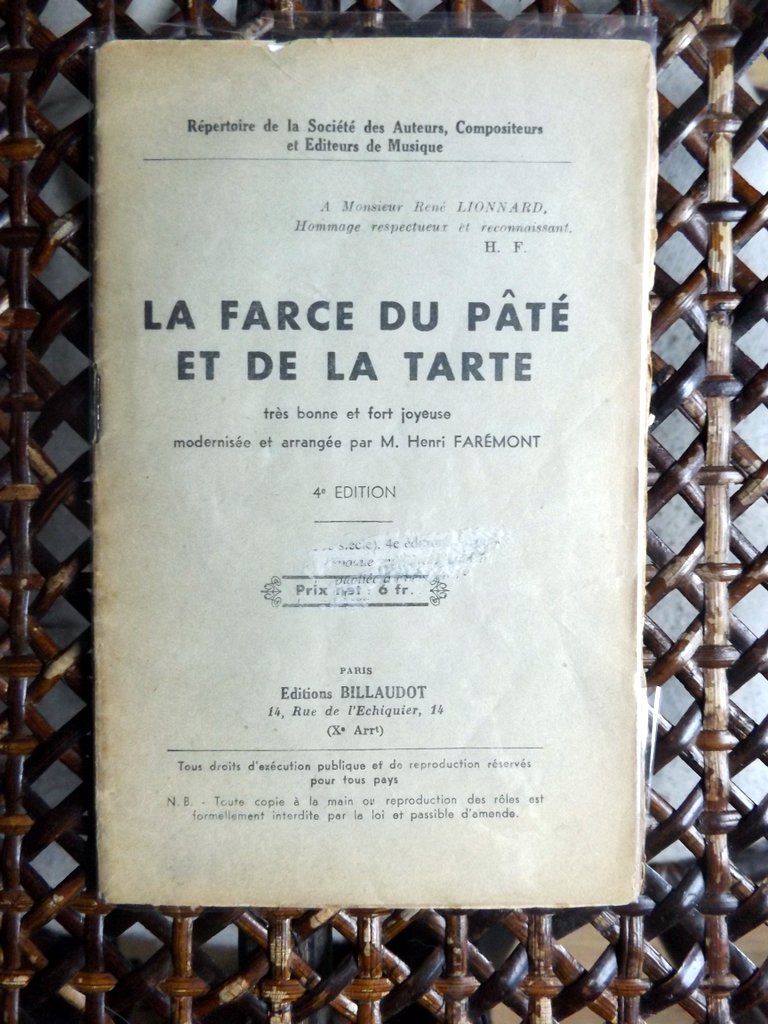 Répertoire de la Société des Auteurs, Compositeurs
et Editeurs de Musique
A Monsieur René LIONNARD,
Hommage respectueux et reconnaissant.
H. F.
LA FARCE DU PÂTÉ
ET DE LA TARTE
très bonne et fort joyeuse
modernisée et arrangée par M. Henri FARÉMONT
4e EDITION
siècle). 4e
publiée à
Prix net : 6 fr.
PARIS
Editions BILLAUDOT
14, Rue de l'Echiquier, 14
(Xe Arrt)
Tous droits d'exécution publique et de reproduction réservés
pour tous pays
N. B. - Toute copie à la main ou reproduction des rôles est
formellement interdite par la loi et passible d'amende.